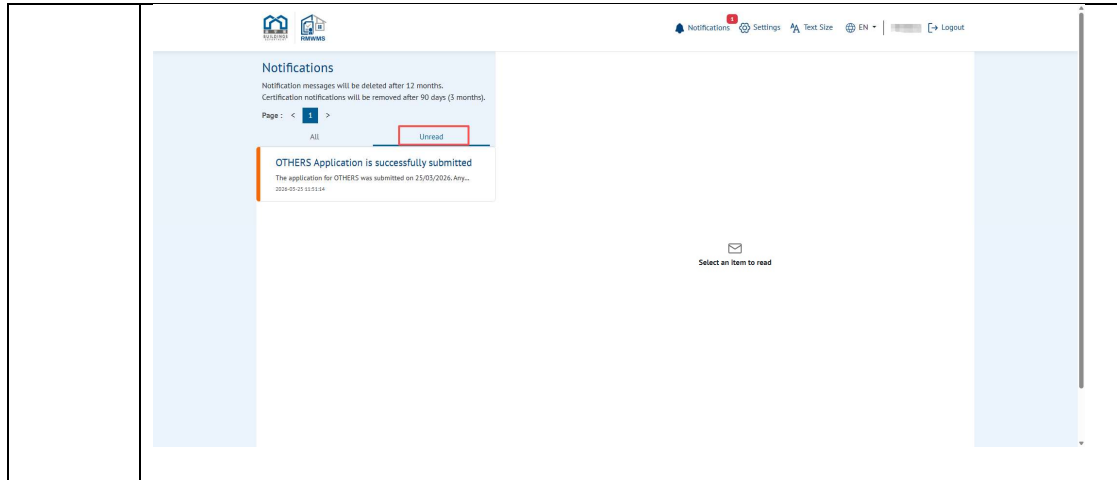 BUILDINGS
RMWMS
Notifications 1 Settings Text Size EN Logout
Notifications
Notification messages will be deleted after 12 months.
Certification notifications will be removed after 90 days (3 months).
Page : < 1 >
All Unread
OTHERS Application is successfully submitted
The application for OTHERS was submitted on 25/03/2026. Any...
2026-03-25 11:51:14
Select an item to read